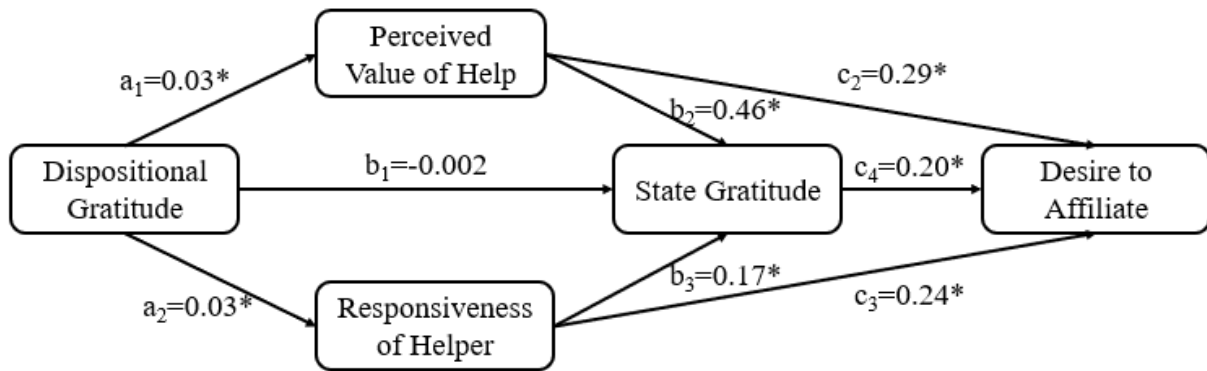 Perceived
Value of Help
a₁=0.03*
c₂=0.29*
b₂=0.46*
Dispositional
Gratitude
b₁=-0.002
State Gratitude
c₄=0.20*
Desire to
Affiliate
a₂=0.03*
Responsiveness
of Helper
b₃=0.17*
c₃=0.24*